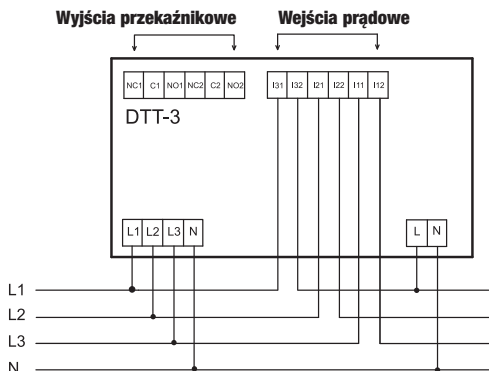 Wyjścia przekaźnikowe Wejścia prądowe
NC1 C1 NO1 NC2 C2 NO2 I31 I32 I21 I22 I11 I12
DTT-3
L1 L2 L3 N L N
L1
L2
L3
N